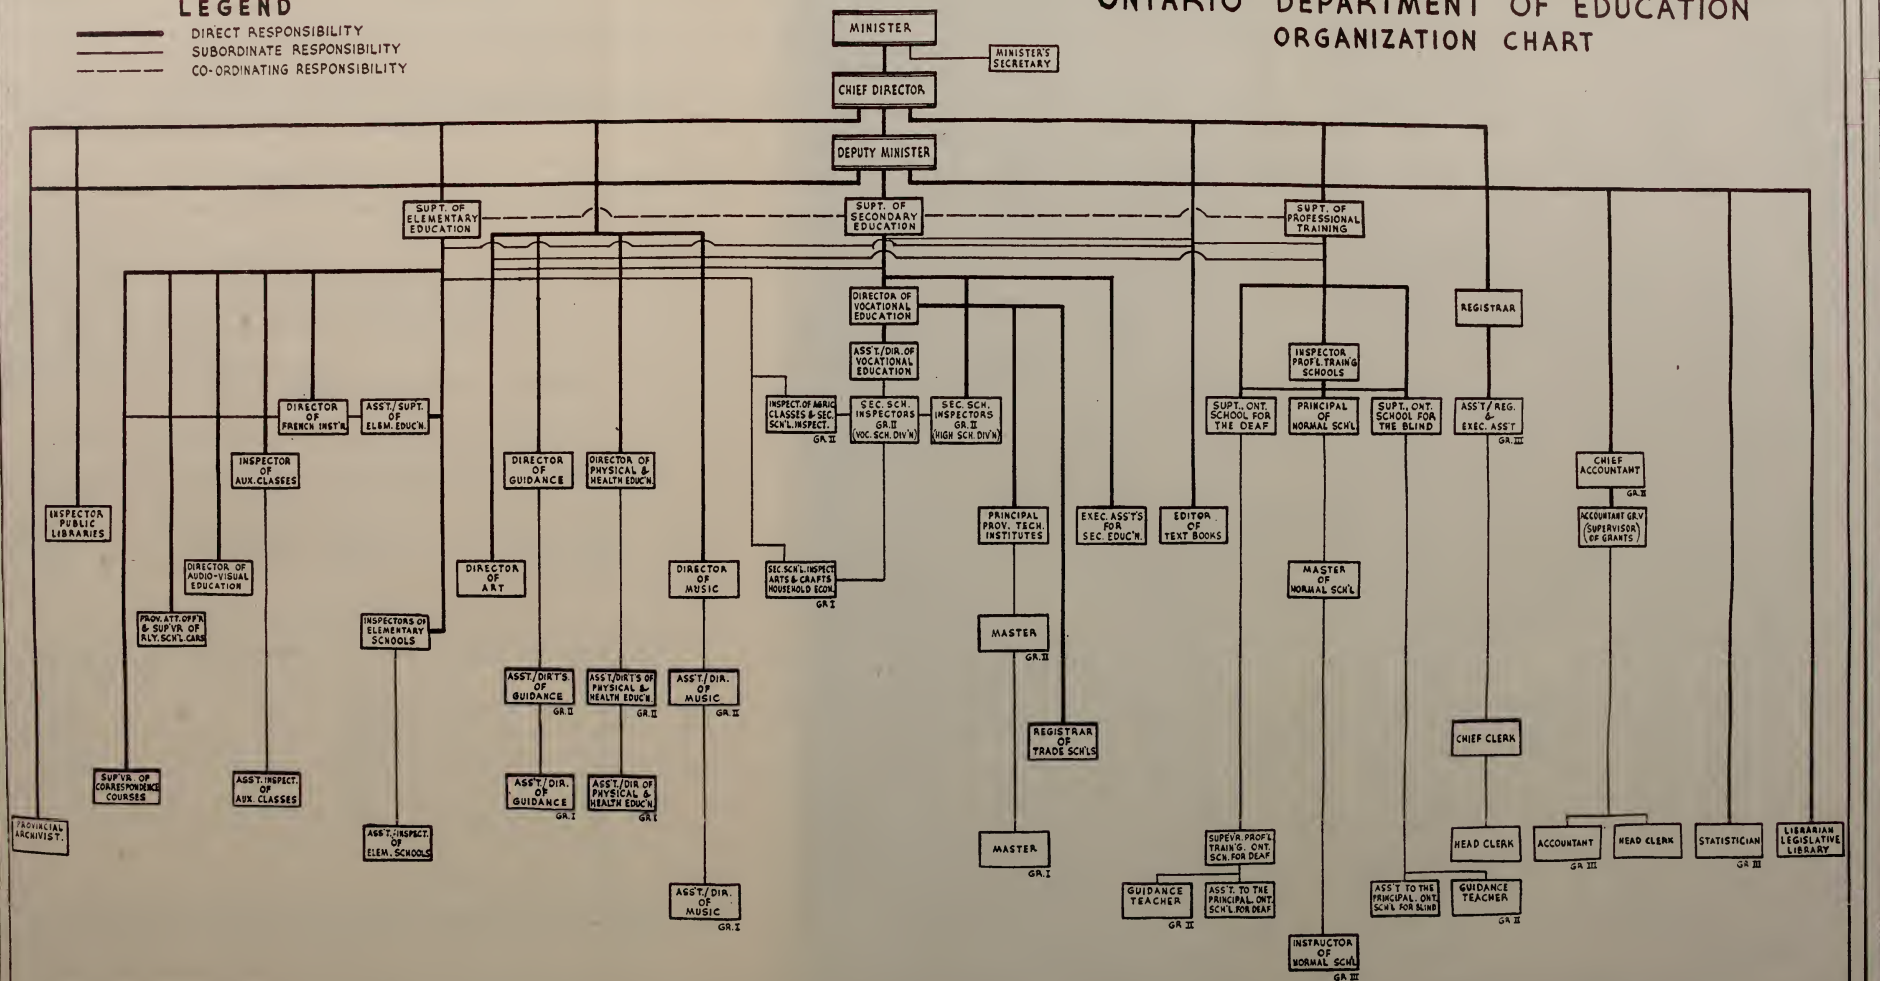 LEGEND
DIRECT RESPONSIBILITY
SUBORDINATE RESPONSIBILITY
CO-ORDINATING RESPONSIBILITY
ONTARIO DEPARTMENT OF EDUCATION
ORGANIZATION CHART
MINISTER
MINISTER'S
SECRETARY
CHIEF DIRECTOR
DEPUTY MINISTER
SUPT. OF
ELEMENTARY
EDUCATION
SUPT. OF
SECONDARY
EDUCATION
SUPT. OF
PROFESSIONAL
TRAINING
DIRECTOR OF
VOCATIONAL
EDUCATION
REGISTRAR
ASS'T./DIR. OF
VOCATIONAL
EDUCATION
INSPECTOR
PROF'L. TRAIN'G
SCHOOLS
DIRECTOR
OF
FRENCH INST'R.
ASS'T./SUPT.
OF
ELEM. EDUC'N.
INSPECT. OF AGRIC.
CLASSES & SEC.
SCH'L. INSPECT.
GR. II
SEC. SCH.
INSPECTORS
GR. II
(VOC. SCH. DIV'N)
SEC. SCH.
INSPECTORS
GR. II
(HIGH SCH. DIV'N)
SUPT., ONT.
SCHOOL FOR
THE DEAF
PRINCIPAL
OF
NORMAL SCH'L
SUPT., ONT.
SCHOOL FOR
THE BLIND
ASS'T/REG.
&
EXEC. ASS'T
GR. III
INSPECTOR
OF
AUX. CLASSES
DIRECTOR
OF
GUIDANCE
DIRECTOR OF
PHYSICAL &
HEALTH EDUC'N.
CHIEF
ACCOUNTANT
GR. II
INSPECTOR
PUBLIC
LIBRARIES
PRINCIPAL
PROV. TECH.
INSTITUTES
EXEC. ASS'T'S
FOR
SEC. EDUC'N.
EDITOR
OF
TEXT BOOKS
ACCOUNTANT GR. V
(SUPERVISOR)
OF GRANTS
DIRECTOR OF
AUDIO-VISUAL
EDUCATION
DIRECTOR
OF
ART
DIRECTOR
OF
MUSIC
SEC. SCH'L. INSPECT.
ARTS & CRAFTS
HOUSEHOLD ECON.
GR I
MASTER
OF
NORMAL SCH'L
PROV. ATT. OFF'R
& SUP'VR OF
RLY. SCH'L. CARS
INSPECTORS OF
ELEMENTARY
SCHOOLS
MASTER
GR. II
ASS'T./DIR'T'S.
OF
GUIDANCE
GR. II
ASS'T./DIR'T'S OF
PHYSICAL &
HEALTH EDUC'N.
GR. II
ASS'T./DIR.
OF
MUSIC
GR. II
REGISTRAR
OF
TRADE SCH'LS
CHIEF CLERK
SUP'VR. OF
CORRESPONDENCE
COURSES
ASS'T. INSPECT.
OF
AUX. CLASSES
ASS'T./DIR.
OF
GUIDANCE
GR. I
ASS'T./DIR OF
PHYSICAL &
HEALTH EDUC'N.
GR I
PROVINCIAL
ARCHIVIST.
ASS'T. INSPECT.
OF
ELEM. SCHOOLS
MASTER
GR. I
SUPEV'R. PROF'L.
TRAIN'G. ONT.
SCH. FOR DEAF
HEAD CLERK
ACCOUNTANT
GR III
HEAD CLERK
STATISTICIAN
GR III
LIBRARIAN
LEGISLATIVE
LIBRARY
ASS'T./DIR.
OF
MUSIC
GR. I
GUIDANCE
TEACHER
GR II
ASS'T. TO THE
PRINCIPAL. ONT.
SCH'L. FOR DEAF
ASS'T TO THE
PRINCIPAL. ONT.
SCH'L FOR BLIND
GUIDANCE
TEACHER
GR II
INSTRUCTOR
OF
NORMAL SCH'L
GR III